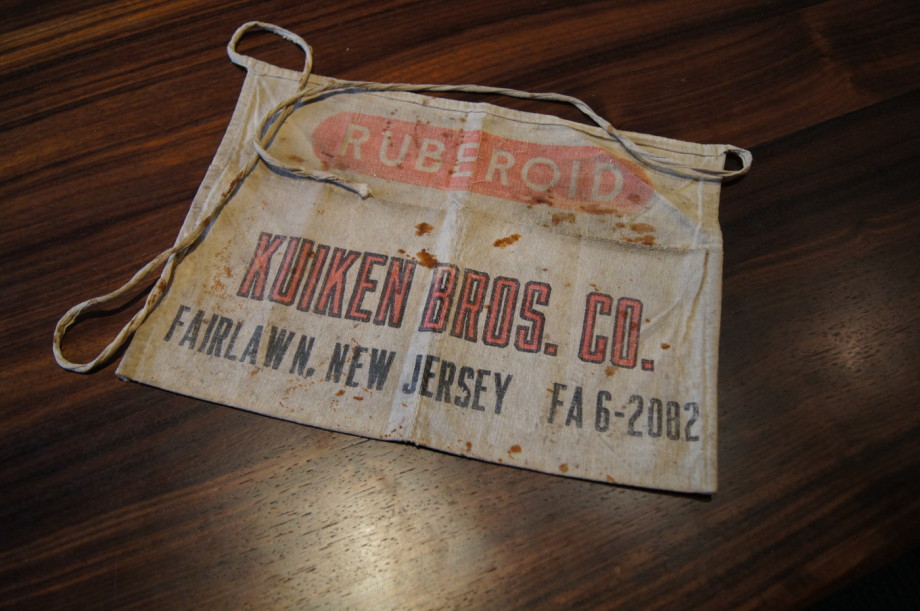 RUBEROID
KUIKEN BROS. CO.
FAIRLAWN, NEW JERSEY FA 6-2082